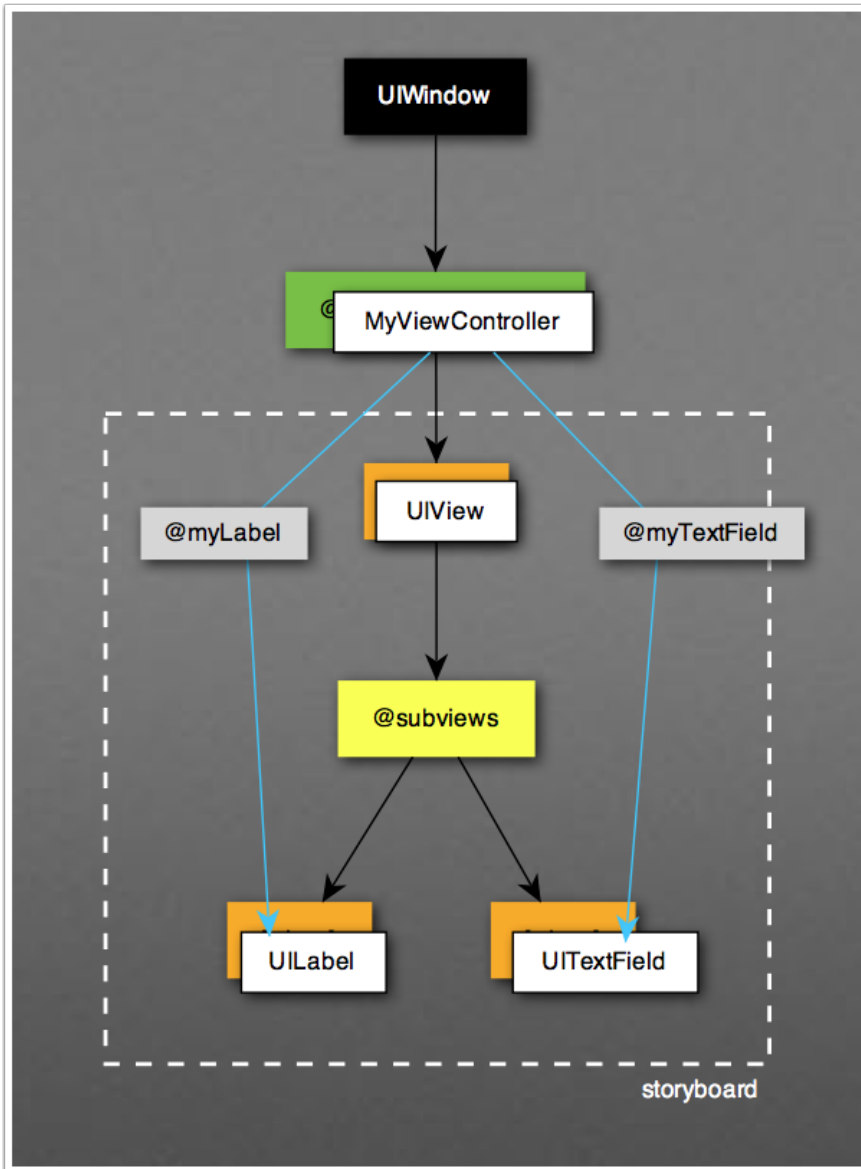 UIWindow
@
MyViewController
UIView
@myLabel
@myTextField
@subviews
UILabel
UITextField
storyboard